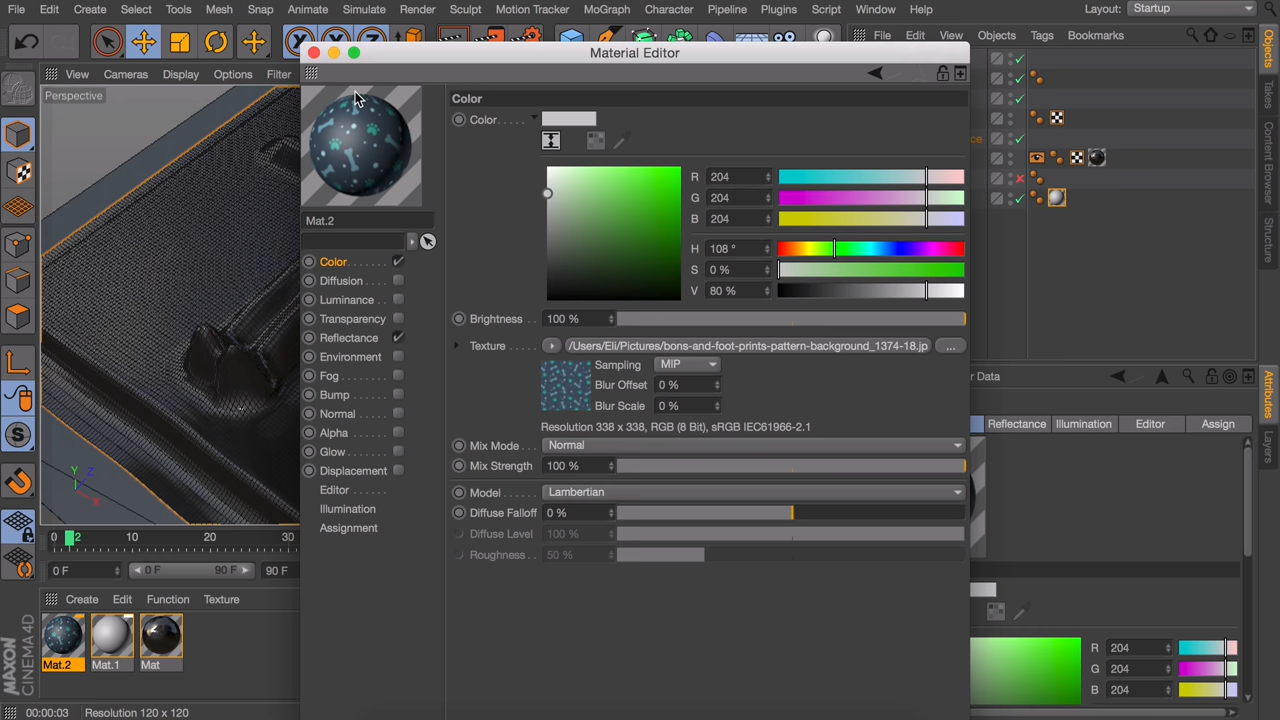 File Edit Create Select Tools Mesh Snap Animate Simulate Render Sculpt Motion Tracker MoGraph Character Pipeline Plugins Script Window Help Layout: Startup
File Edit View Objects Tags Bookmarks
Material Editor
View Cameras Display Options Filter
Perspective
Mat.2
Color
Diffusion
Luminance
Transparency
Reflectance
Environment
Fog
Bump
Normal
Alpha
Glow
Displacement
Editor
Illumination
Assignment
Color
Color
R 204
G 204
B 204
H 108 °
S 0 %
V 80 %
Brightness 100 %
Texture /Users/Eli/Pictures/bons-and-foot-prints-pattern-background_1374-18.jp ...
Sampling MIP
Blur Offset 0 %
Blur Scale 0 %
Resolution 338 x 338, RGB (8 Bit), sRGB IEC61966-2.1
Mix Mode Normal
Mix Strength 100 %
Model Lambertian
Diffuse Falloff 0 %
Diffuse Level 100 %
Roughness 50 %
Objects
Takes
Content Browser
Structure
Attributes
Layers
r Data
Reflectance Illumination Editor Assign
R 204
G 204
B 204
0 2 10 20 30
0 F 0 F 90 F 90 F
Create Edit Function Texture
Mat.2 Mat.1 Mat
MAXON
CINEMA 4D
00:00:03 Resolution 120 x 120